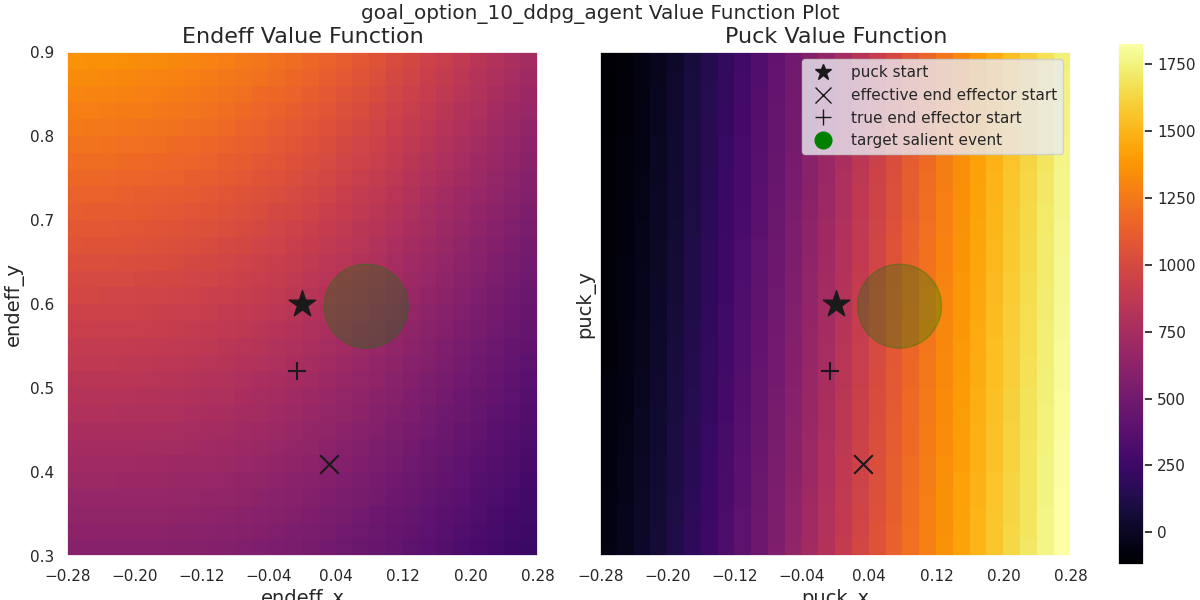 goal_option_10_ddpg_agent Value Function Plot
Endeff Value Function
Puck Value Function
puck start
effective end effector start
true end effector start
target salient event
endeff_y
0.9
0.8
0.7
0.6
0.5
0.4
0.3
−0.28 −0.20 −0.12 −0.04 0.04 0.12 0.20 0.28
endeff_x
puck_y
−0.28 −0.20 −0.12 −0.04 0.04 0.12 0.20 0.28
puck_x
1750
1500
1250
1000
750
500
250
0